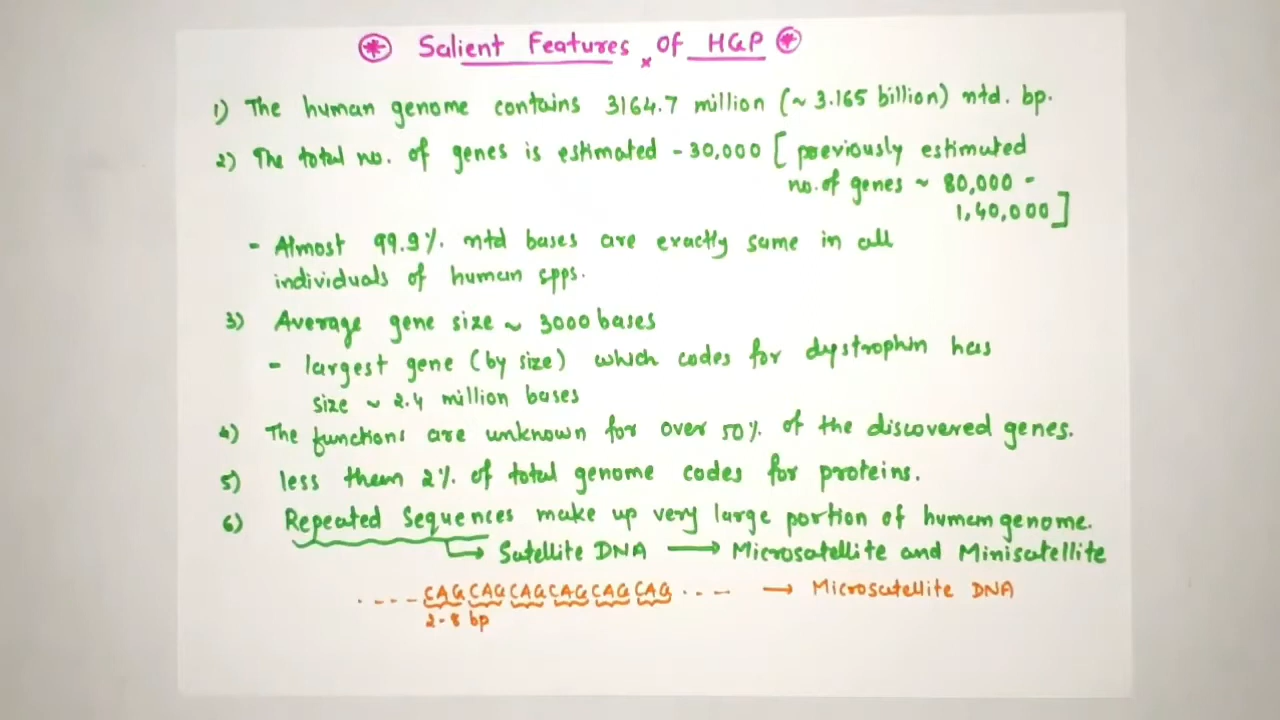 Salient Features of HGP
1) The human genome contains 3164.7 million (~ 3.165 billion) ntd. bp.
2) The total no. of genes is estimated - 30,000 [previously estimated
no. of genes ~ 80,000 -
1,40,000]
- Almost 99.9% ntd bases are exactly same in all
individuals of human spps.
3) Average gene size ~ 3000 bases
- largest gene (by size) which codes for dystrophin has
size ~ 2.4 million bases
4) The functions are unknown for over 50% of the discovered genes.
5) less them 2% of total genome codes for proteins.
6) Repeated Sequences make up very large portion of human genome.
→ Satellite DNA → Microsatellite and Minisatellite
....CAGCAGCAGCAGCAGCAG.... → Microsatellite DNA
2-8 bp